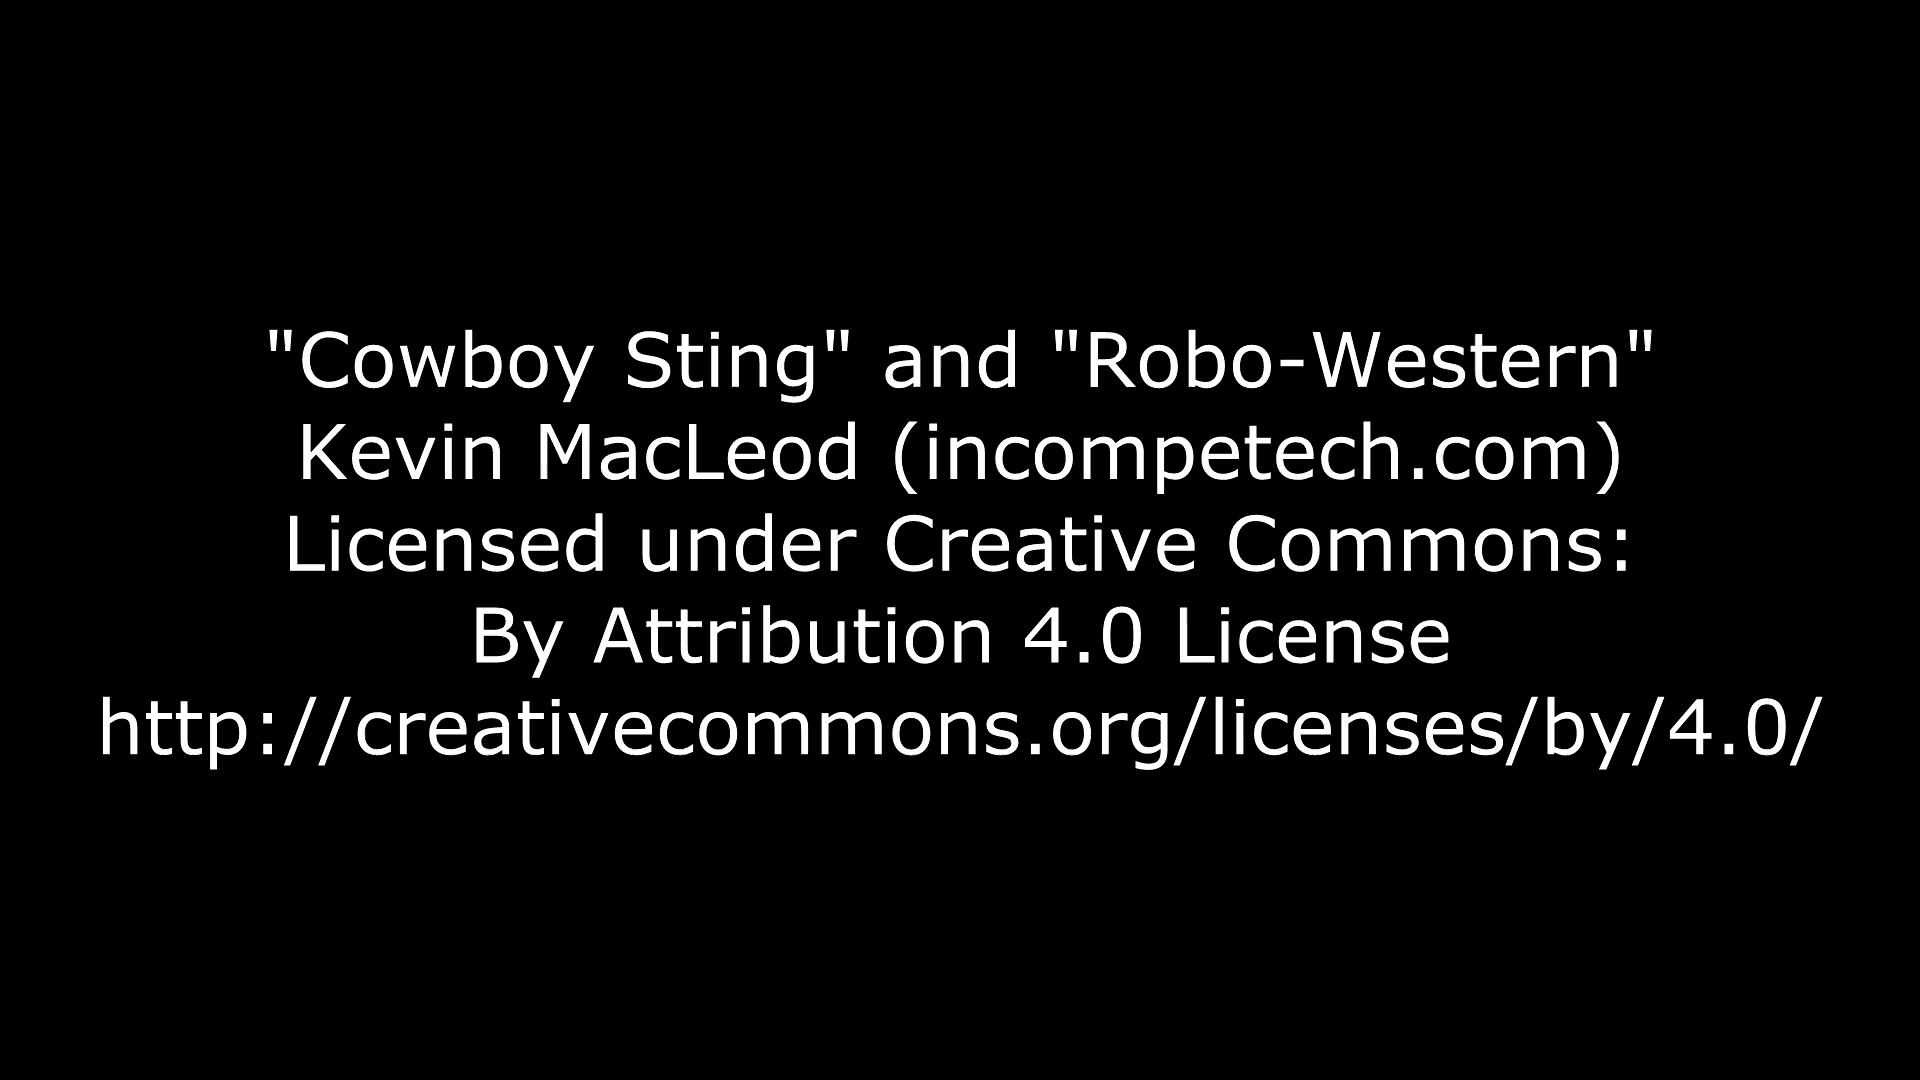 "Cowboy Sting" and "Robo-Western"
Kevin MacLeod (incompetech.com)
Licensed under Creative Commons:
By Attribution 4.0 License
http://creativecommons.org/licenses/by/4.0/